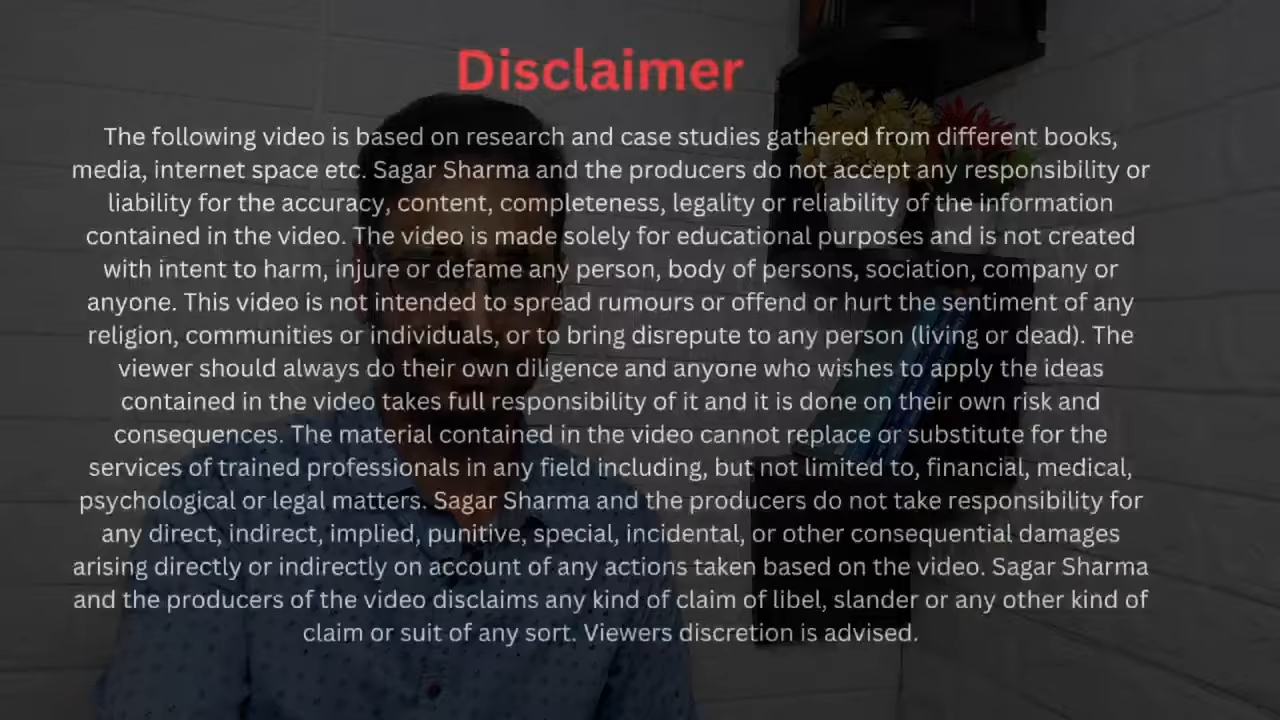 Disclaimer
The following video is based on research and case studies gathered from different books,
media, internet space etc. Sagar Sharma and the producers do not accept any responsibility or
liability for the accuracy, content, completeness, legality or reliability of the information
contained in the video. The video is made solely for educational purposes and is not created
with intent to harm, injure or defame any person, body of persons, sociation, company or
anyone. This video is not intended to spread rumours or offend or hurt the sentiment of any
religion, communities or individuals, or to bring disrepute to any person (living or dead). The
viewer should always do their own diligence and anyone who wishes to apply the ideas
contained in the video takes full responsibility of it and it is done on their own risk and
consequences. The material contained in the video cannot replace or substitute for the
services of trained professionals in any field including, but not limited to, financial, medical,
psychological or legal matters. Sagar Sharma and the producers do not take responsibility for
any direct, indirect, implied, punitive, special, incidental, or other consequential damages
arising directly or indirectly on account of any actions taken based on the video. Sagar Sharma
and the producers of the video disclaims any kind of claim of libel, slander or any other kind of
claim or suit of any sort. Viewers discretion is advised.